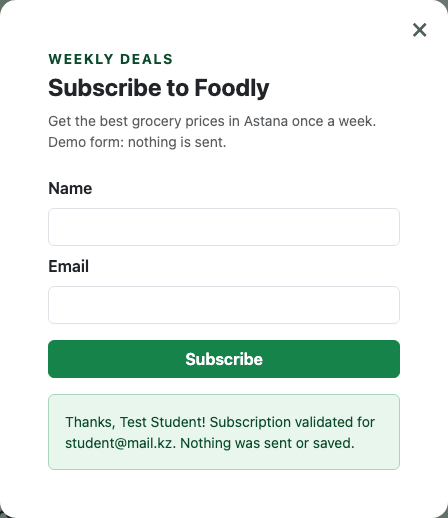 WEEKLY DEALS
Subscribe to Foodly
Get the best grocery prices in Astana once a week.
Demo form: nothing is sent.
Name
Email
Subscribe
Thanks, Test Student! Subscription validated for
student@mail.kz. Nothing was sent or saved.